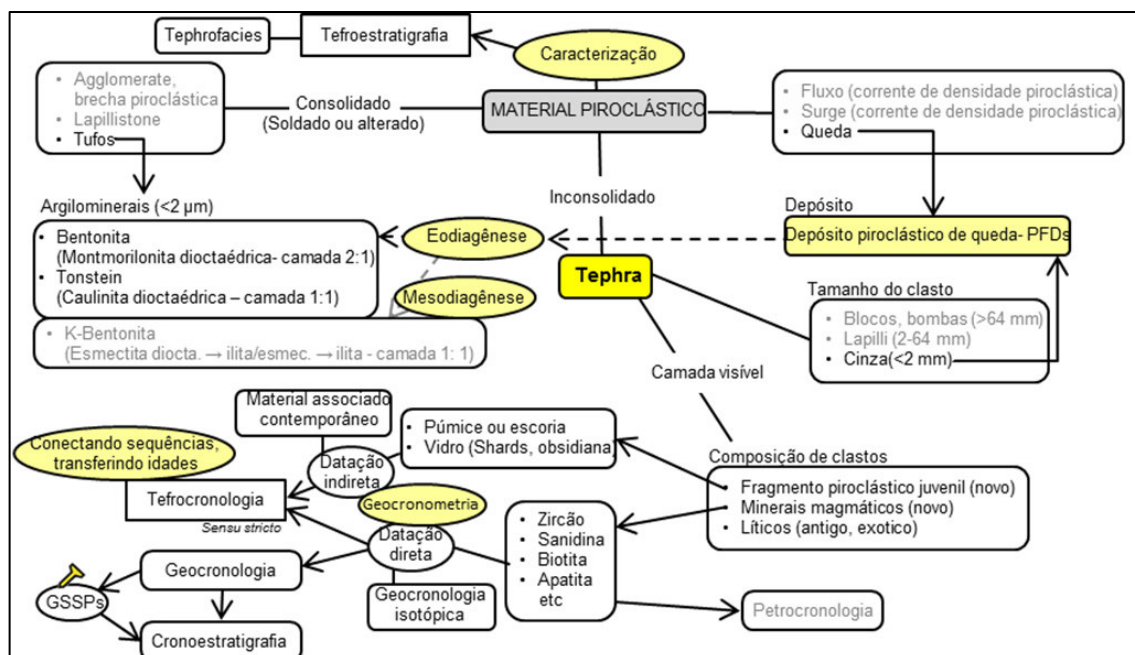 Tephrofacies
Tefroestratigrafia
Caracterização
• Agglomerate,
brecha piroclástica
• Lapillistone
• Tufos
Consolidado
(Soldado ou alterado)
MATERIAL PIROCLÁSTICO
• Fluxo (corrente de densidade piroclástica)
• Surge (corrente de densidade piroclástica)
• Queda
Inconsolidado
Argilominerais (<2 µm)
• Bentonita
(Montmorilonita dioctaédrica- camada 2:1)
• Tonstein
(Caulinita dioctaédrica – camada 1:1)
• K-Bentonita
(Esmectita diocta. → ilita/esmec. → ilita - camada 1: 1)
Eodiagênese
Mesodiagênese
Depósito
Depósito piroclástico de queda- PFDs
Tephra
Tamanho do clasto
• Blocos, bombas (>64 mm)
• Lapilli (2-64 mm)
• Cinza(<2 mm)
Camada visível
Material associado
contemporâneo
• Púmice ou escoria
• Vidro (Shards, obsidiana)
Composição de clastos
• Fragmento piroclástico juvenil (novo)
• Minerais magmáticos (novo)
• Líticos (antigo, exotico)
Conectando sequências,
transferindo idades
Datação
indireta
Tefrocronologia
Sensu stricto
Geocronometria
Datação
direta
• Zircão
• Sanidina
• Biotita
• Apatita
etc
Geocronologia
Geocronologia
isotópica
GSSPs
Cronoestratigrafia
Petrocronologia